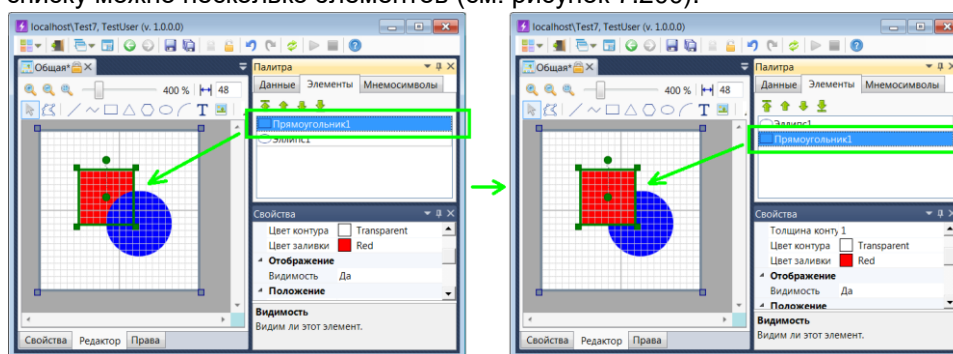 списку можно несколько элементов (см. рисунок 7.200).
localhost\Test7, TestUser (v. 1.0.0.0)
Общая*
400 %
48
Палитра
Данные
Элементы
Мнемосимволы
Прямоугольник1
Эллипс1
Свойства
Цвет контура Transparent
Цвет заливки Red
Отображение
Видимость Да
Положение
Видимость
Видим ли этот элемент.
Свойства
Редактор
Права
localhost\Test7, TestUser (v. 1.0.0.0)
Общая*
400 %
48
Палитра
Данные
Элементы
Мнемосимволы
Эллипс1
Прямоугольник1
Свойства
Толщина конту 1
Цвет контура Transparent
Цвет заливки Red
Отображение
Видимость Да
Положение
Видимость
Видим ли этот элемент.
Свойства
Редактор
Права